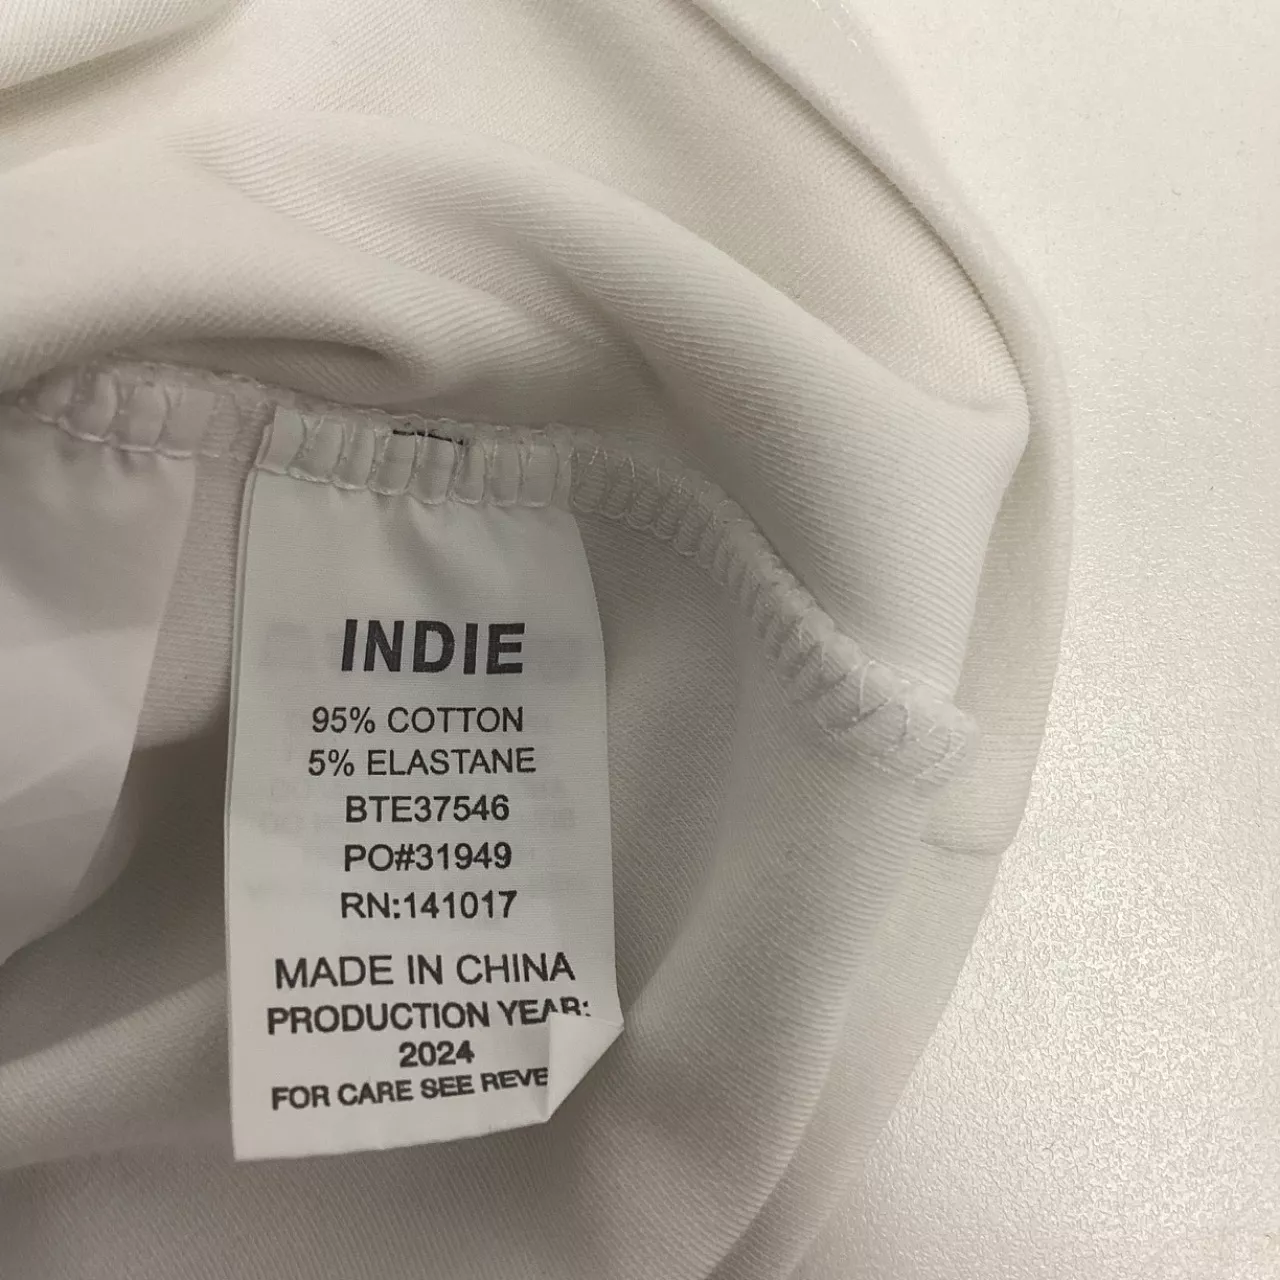 INDIE
95% COTTON
5% ELASTANE
BTE37546
PO#31949
RN:141017
MADE IN CHINA
PRODUCTION YEAR:
2024
FOR CARE SEE REVE